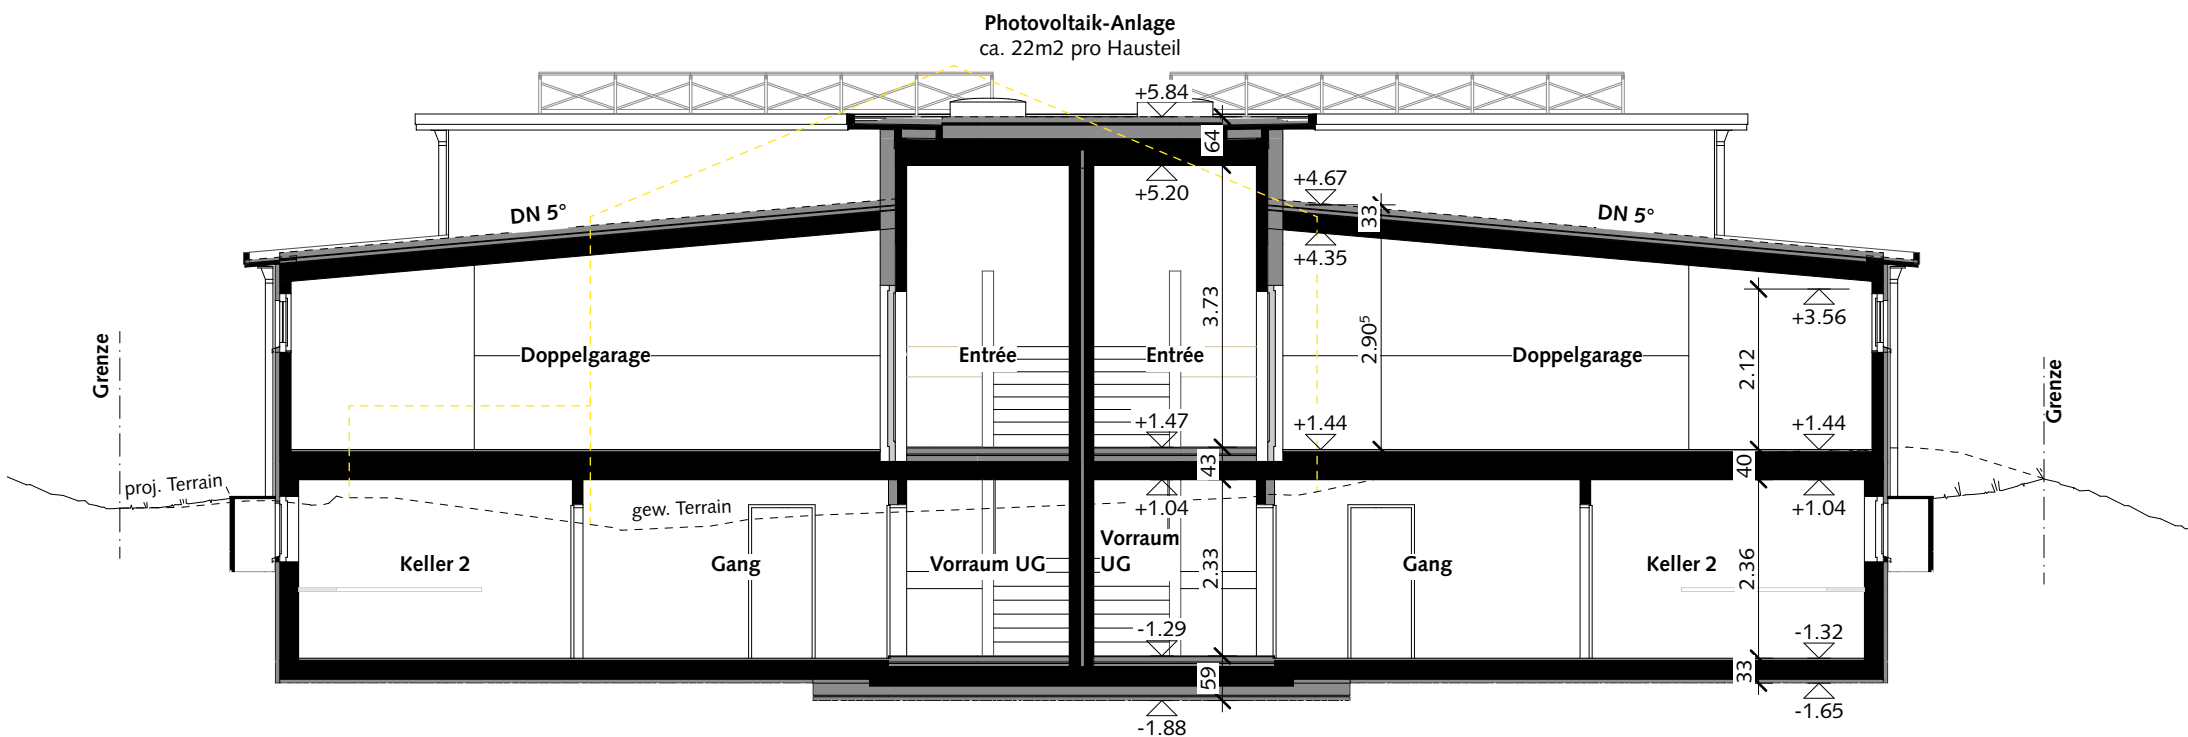 Photovoltaik-Anlage
ca. 22m2 pro Hausteil
+5.84
64
+5.20
+4.67
33
+4.35
DN 5°
DN 5°
3.73
2.90⁵
+3.56
2.12
Grenze
Doppelgarage
Entrée
Entrée
Doppelgarage
Grenze
+1.47
+1.44
+1.44
43
40
proj. Terrain
gew. Terrain
+1.04
+1.04
Keller 2
Gang
Vorraum UG
Vorraum
UG
2.33
Gang
Keller 2
2.36
-1.29
-1.32
59
33
-1.88
-1.65